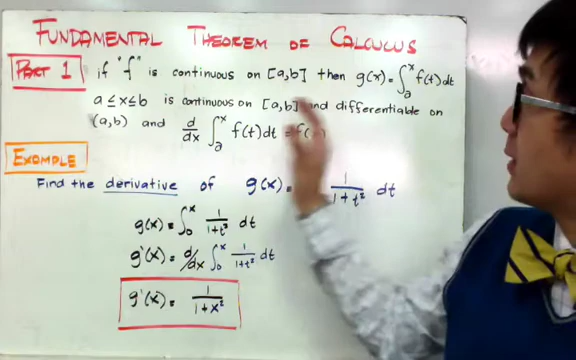 FUNDAMENTAL THEOREM OF CALCULUS
PART 1 if "f" is continuous on [a,b] then g(x) = ∫ₐˣ f(t)dt
a ≤ x ≤ b is continuous on [a,b] and differentiable on
(a,b) and d/dx ∫ₐˣ f(t)dt = f(
EXAMPLE
Find the derivative of g(x) = 1/(1+t²) dt
g(x) = ∫₀ˣ 1/(1+t²) dt
g'(x) = d/dx ∫₀ˣ 1/(1+t²) dt
g'(x) = 1/(1+x²)